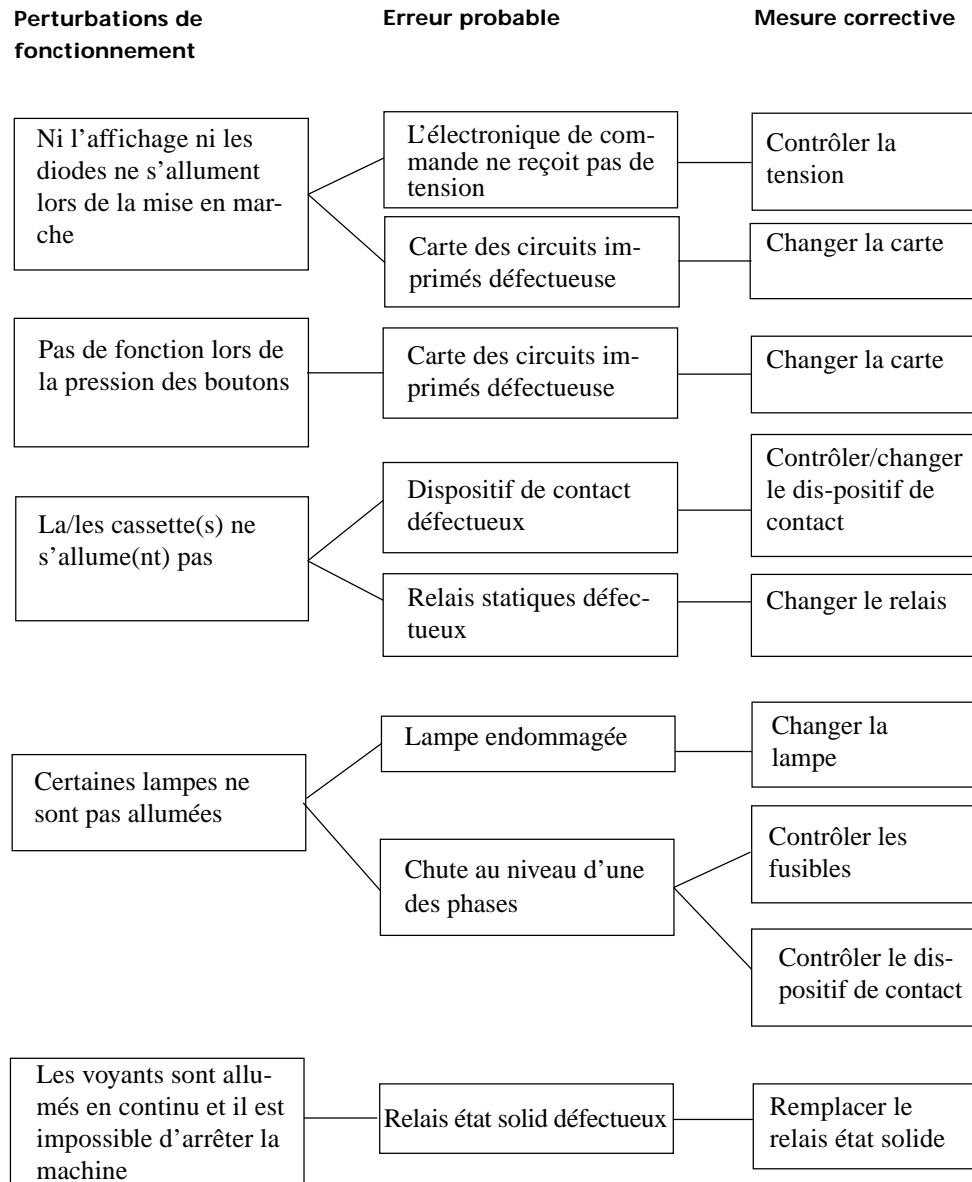 Perturbations de
fonctionnement
Erreur probable
Mesure corrective
Ni l’affichage ni les
diodes ne s’allument
lors de la mise en mar-
che
L’électronique de com-
mande ne reçoit pas de
tension
Contrôler la
tension
Carte des circuits im-
primés défectueuse
Changer la carte
Pas de fonction lors de
la pression des boutons
Carte des circuits im-
primés défectueuse
Changer la carte
La/les cassette(s) ne
s’allume(nt) pas
Dispositif de contact
défectueux
Contrôler/changer
le dis-positif de
contact
Relais statiques défec-
tueux
Changer le relais
Certaines lampes ne
sont pas allumées
Lampe endommagée
Changer la
lampe
Chute au niveau d’une
des phases
Contrôler les
fusibles
Contrôler le dis-
positif de contact
Les voyants sont allu-
més en continu et il est
impossible d’arrêter la
machine
Relais état solid défectueux
Remplacer le
relais état solide